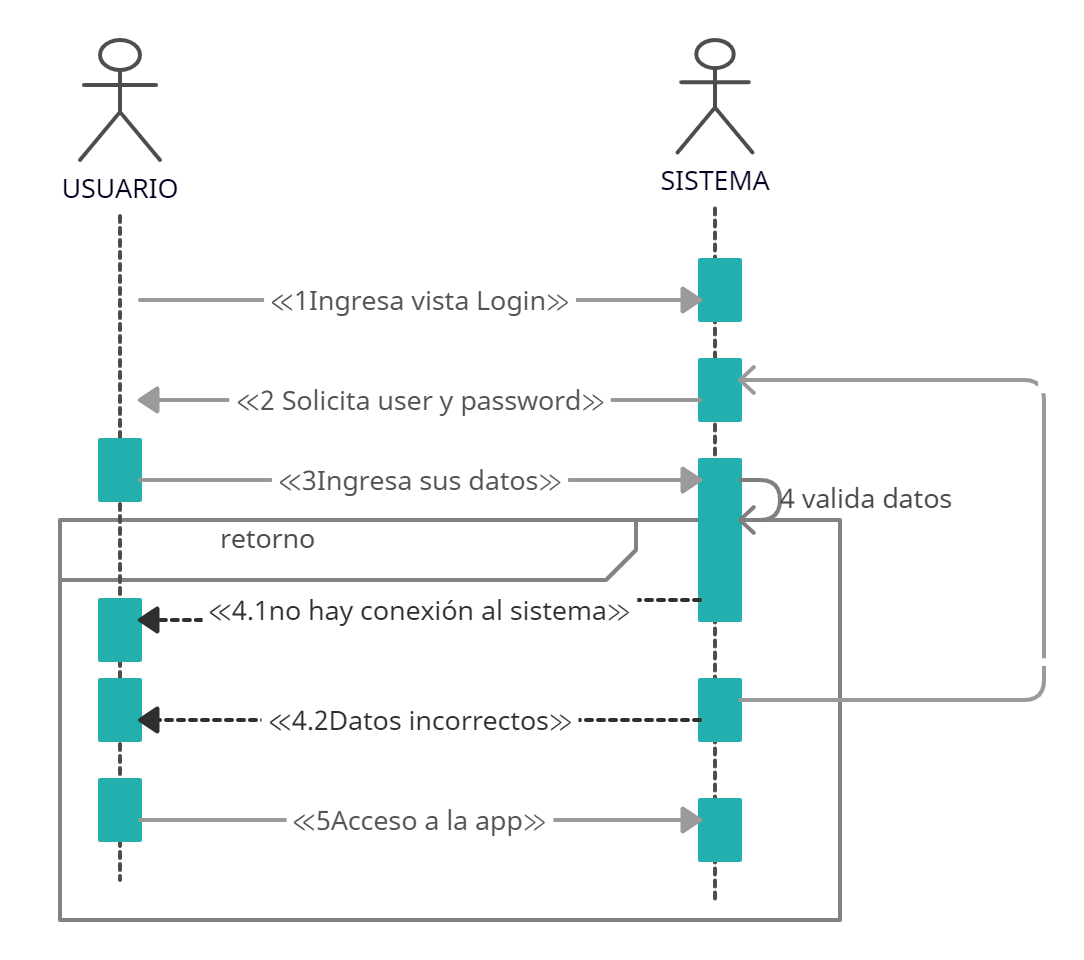 USUARIO
SISTEMA
≪1Ingresa vista Login≫
≪2 Solicita user y password≫
≪3Ingresa sus datos≫
4 valida datos
retorno
≪4.1no hay conexión al sistema≫
≪4.2Datos incorrectos≫
≪5Acceso a la app≫